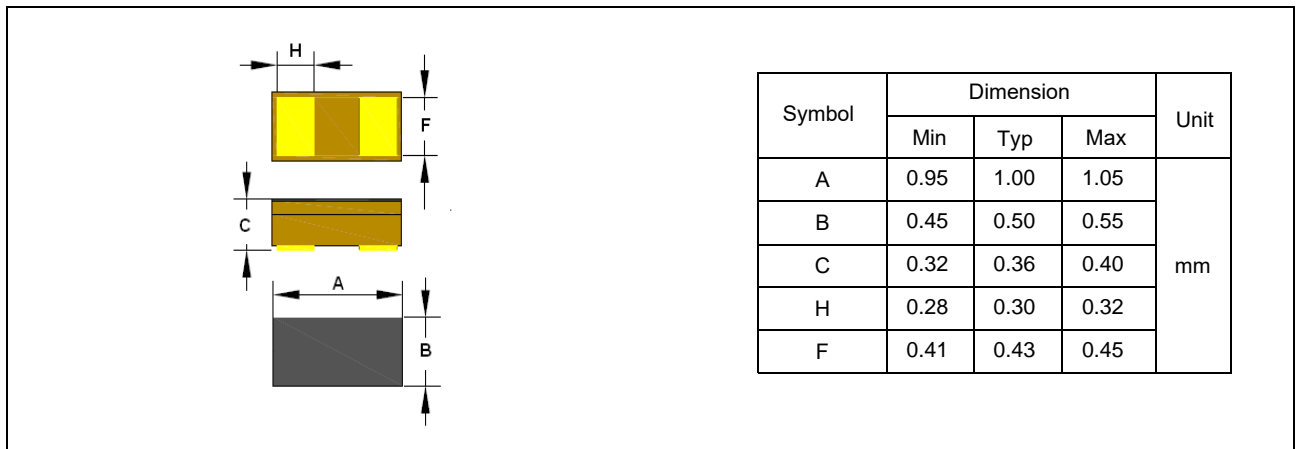 H
F
C
A
B
Symbol Dimension Unit
Min Typ Max
A 0.95 1.00 1.05
B 0.45 0.50 0.55
C 0.32 0.36 0.40 mm
H 0.28 0.30 0.32
F 0.41 0.43 0.45